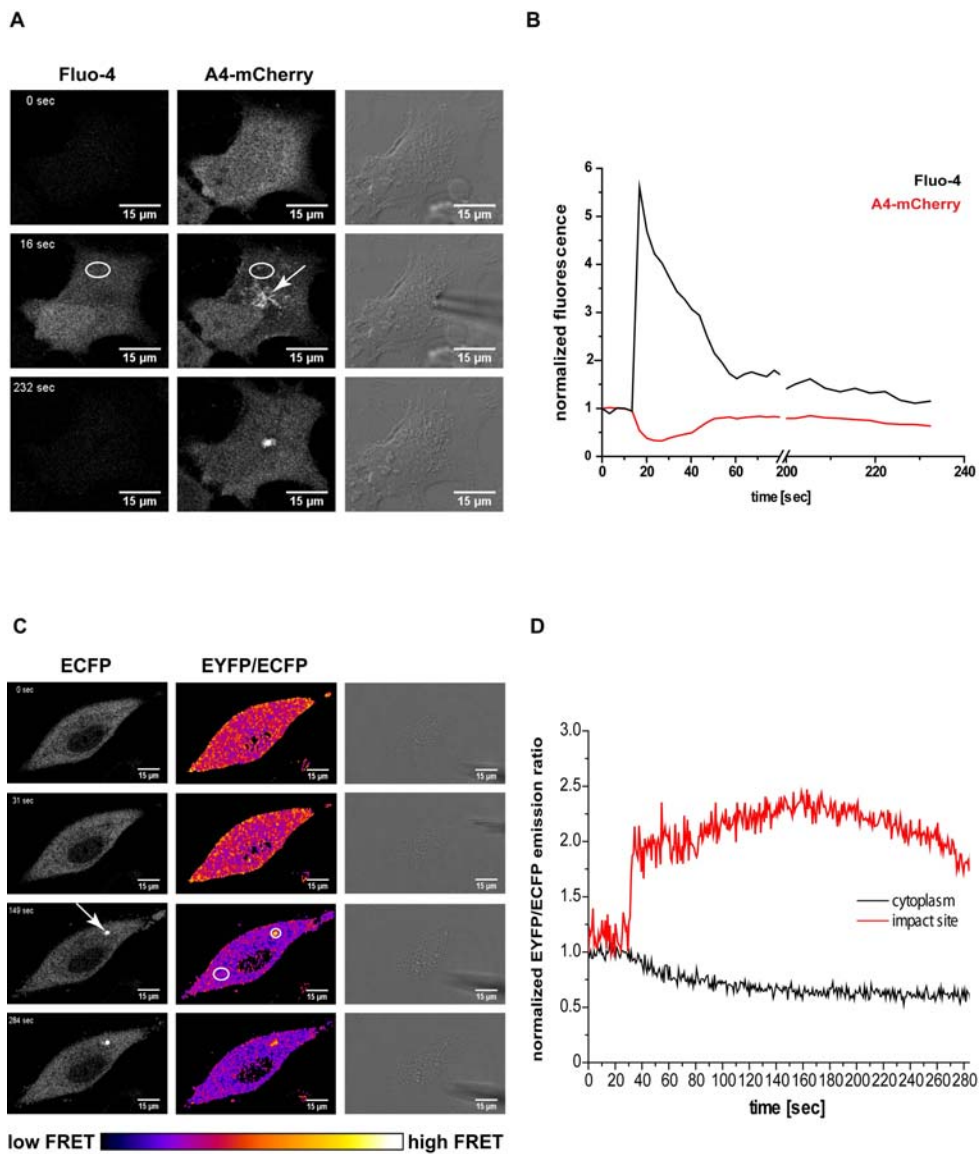 A
Fluo-4 A4-mCherry
0 sec
15 µm 15 µm 15 µm
16 sec
15 µm 15 µm 15 µm
232 sec
15 µm 15 µm 15 µm
B
Fluo-4
A4-mCherry
normalized fluorescence
6
5
4
3
2
1
0
0 20 40 60 200 220 240
time [sec]
C
ECFP EYFP/ECFP
0 sec
15 µm 15 µm 15 µm
31 sec
15 µm 15 µm 15 µm
149 sec
15 µm 15 µm 15 µm
284 sec
15 µm 15 µm 15 µm
low FRET high FRET
D
normalized EYFP/ECFP emission ratio
3.0
2.5
2.0
1.5
1.0
0.5
0
cytoplasm
impact site
0 20 40 60 80 100 120 140 160 180 200 220 240 260 280
time [sec]